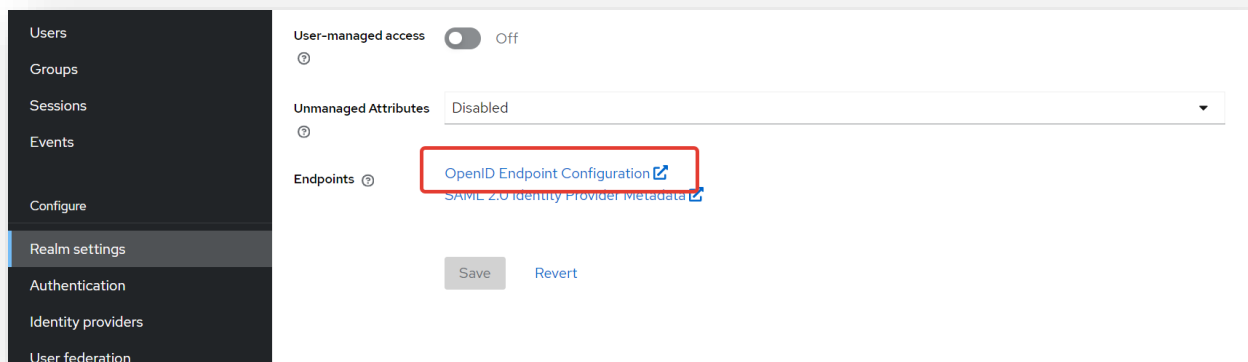 Users
Groups
Sessions
Events
Configure
Realm settings
Authentication
Identity providers
User federation
User-managed access
Off
Unmanaged Attributes
Disabled
Endpoints
OpenID Endpoint Configuration
SAML 2.0 Identity Provider Metadata
Save
Revert